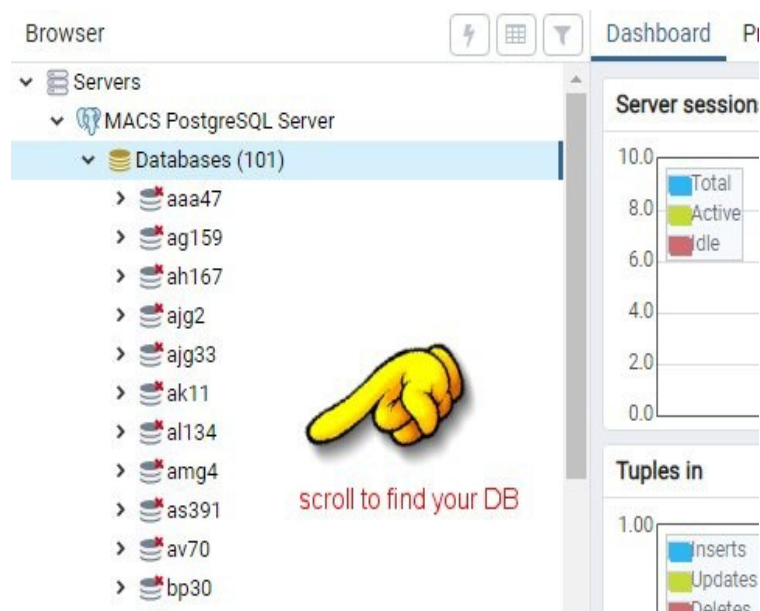 Browser
Servers
MACS PostgreSQL Server
Databases (101)
aaa47
ag159
ah167
ajg2
ajg33
ak11
al134
amg4
as391
av70
bp30
scroll to find your DB
Dashboard
Server session
10.0
8.0
6.0
4.0
2.0
0.0
Total
Active
Idle
Tuples in
1.00
Inserts
Updates
Deletes